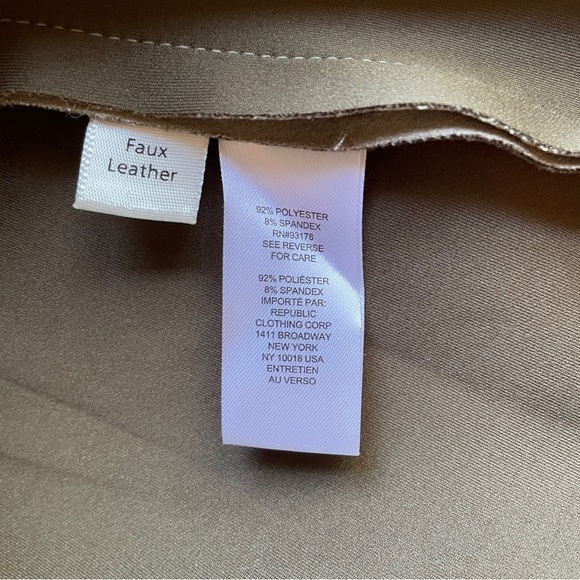 Faux
Leather
92% POLYESTER
8% SPANDEX
RN#93178
SEE REVERSE
FOR CARE
92% POLIÉSTER
8% SPANDEX
IMPORTÉ PAR:
REPUBLIC
CLOTHING CORP
1411 BROADWAY
NEW YORK
NY 10018 USA
ENTRETIEN
AU VERSO